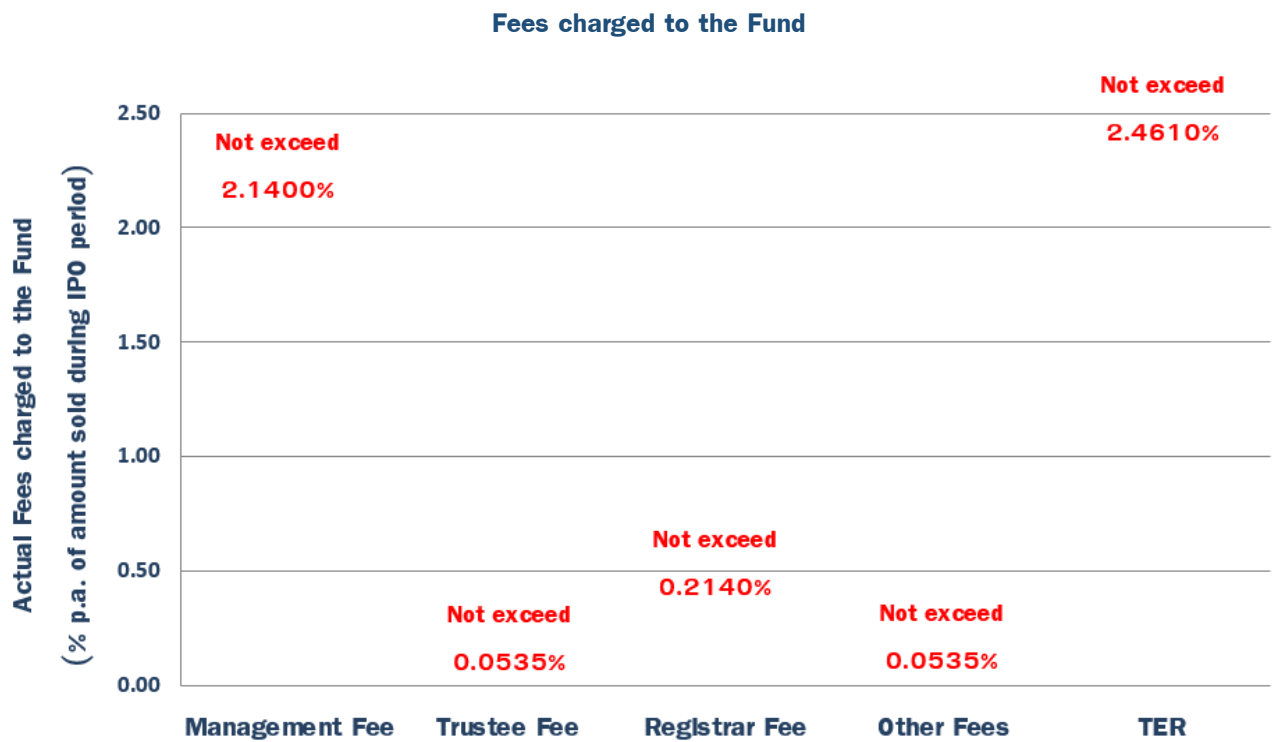 Fees charged to the Fund
Actual Fees charged to the Fund
(% p.a. of amount sold during IPO period)
2.50
2.00
1.50
1.00
0.50
0.00
Not exceed
2.1400%
Not exceed
0.0535%
Not exceed
0.2140%
Not exceed
0.0535%
Not exceed
2.4610%
Management Fee
Trustee Fee
Registrar Fee
Other Fees
TER